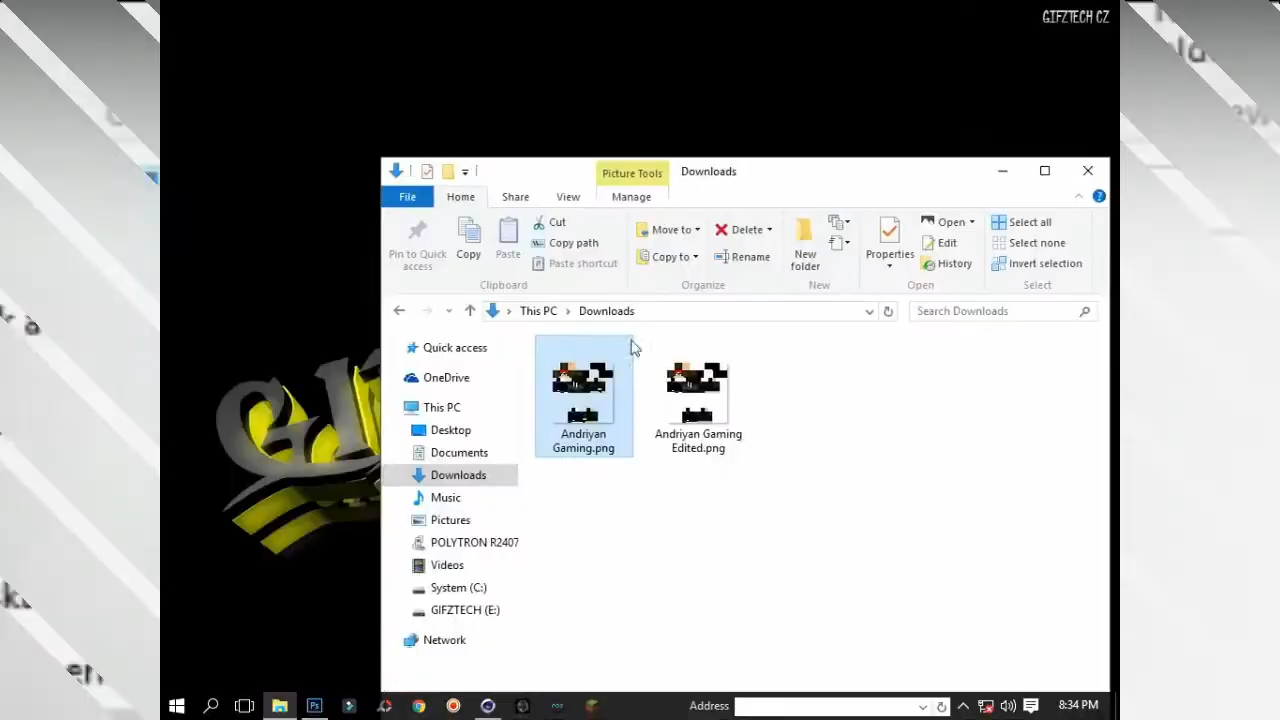 GIFZTECH CZ
Picture Tools
Downloads
File
Home
Share
View
Manage
Pin to Quick access
Copy
Paste
Cut
Copy path
Paste shortcut
Clipboard
Move to
Copy to
Delete
Rename
Organize
New folder
New
Properties
Open
Edit
History
Open
Select all
Select none
Invert selection
Select
This PC
Downloads
Search Downloads
Quick access
OneDrive
This PC
Desktop
Documents
Downloads
Music
Pictures
POLYTRON R2407
Videos
System (C:)
GIFZTECH (E:)
Network
Andriyan
Gaming.png
Andriyan Gaming
Edited.png
Ps
Address
8:34 PM